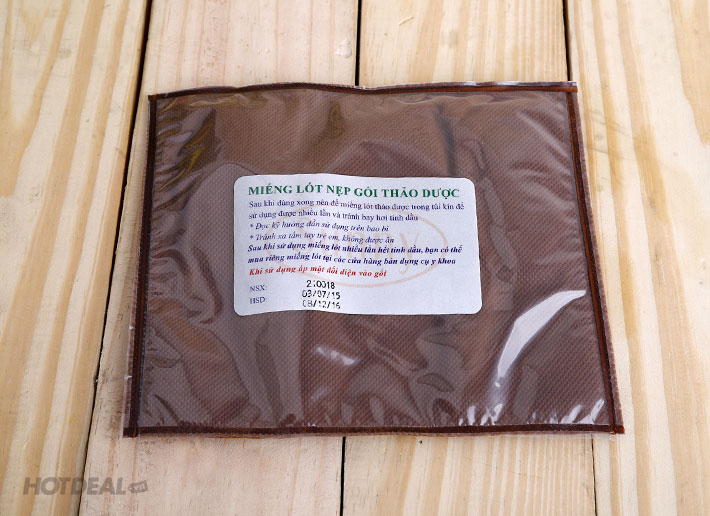 MIẾNG LÓT NẸP GỐI THẢO DƯỢC
Sau khi dùng xong nên để miếng lót thảo dược trong túi kín để
sử dụng được nhiều lần và tránh bay hơi tinh dầu
* Đọc kỹ hướng dẫn sử dụng trên bao bì
* Tránh xa tầm tay trẻ em, không được ăn
Sau khi sử dụng miếng lót nhiều lần hết tinh dầu, bạn có thể
mua riêng miếng lót tại các cửa hàng bán dụng cụ y khoa
Khi sử dụng áp mặt đối diện vào gối
2.0018
NSX: 03/07/15
HSD: 08/12/16
HOTDEAL.vn